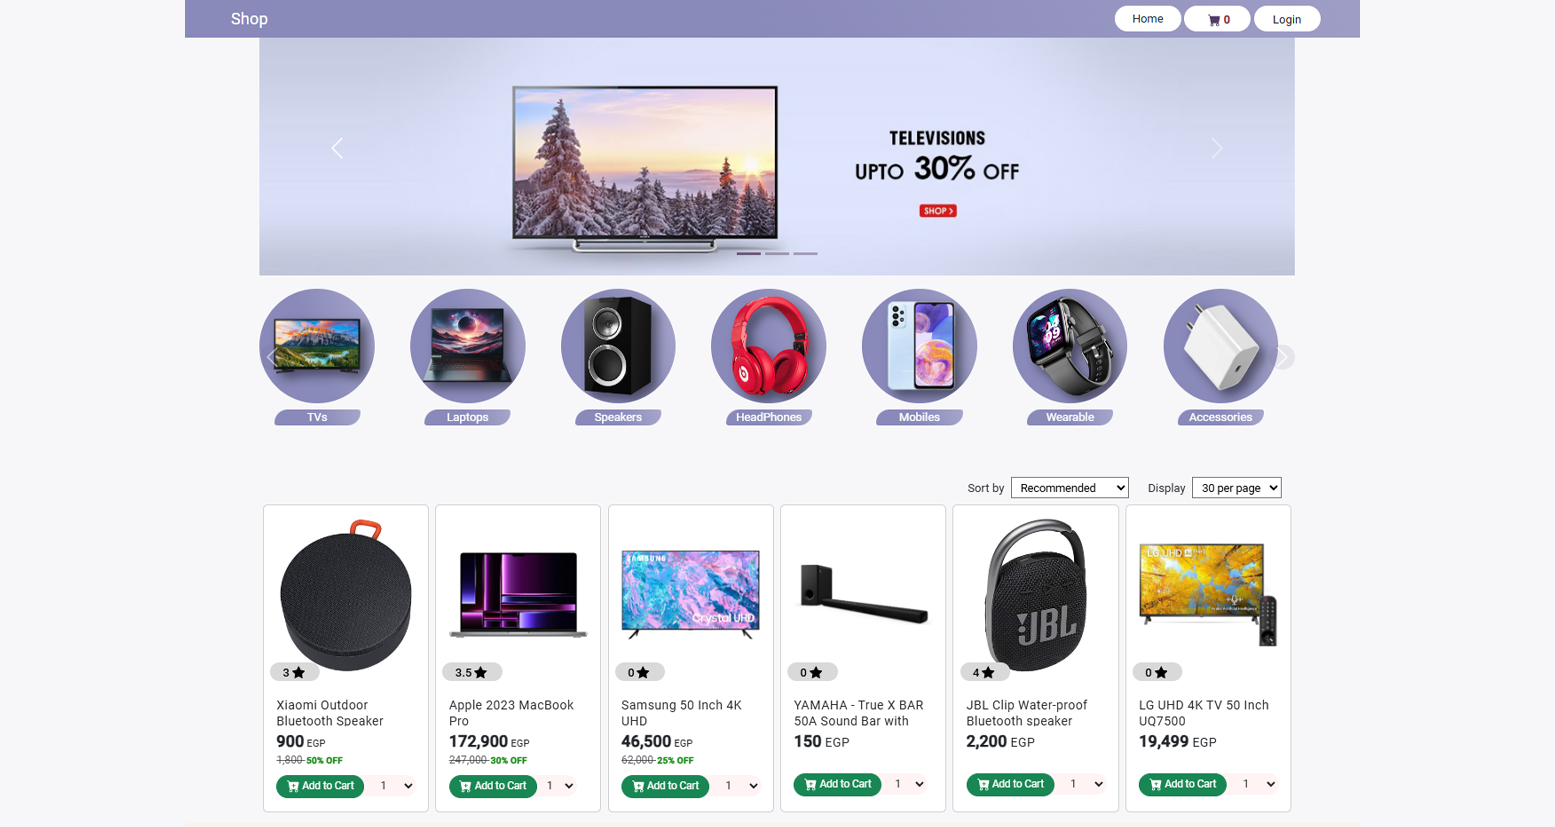 Shop
Home
0
Login
TELEVISIONS
UPTO 30% OFF
SHOP
TVs
Laptops
Speakers
HeadPhones
Mobiles
Wearable
Accessories
Sort by
Recommended
Display
30 per page
SAMSUNG
Crystal UHD
JBL
LG UHD
3
3.5
0
0
4
0
Xiaomi Outdoor
Bluetooth Speaker
900 EGP
1,800 50% OFF
Add to Cart
1
Apple 2023 MacBook
Pro
172,900 EGP
247,000 30% OFF
Add to Cart
1
Samsung 50 Inch 4K
UHD
46,500 EGP
62,000 25% OFF
Add to Cart
1
YAMAHA - True X BAR
50A Sound Bar with
150 EGP
Add to Cart
1
JBL Clip Water-proof
Bluetooth speaker
2,200 EGP
Add to Cart
1
LG UHD 4K TV 50 Inch
UQ7500
19,499 EGP
Add to Cart
1